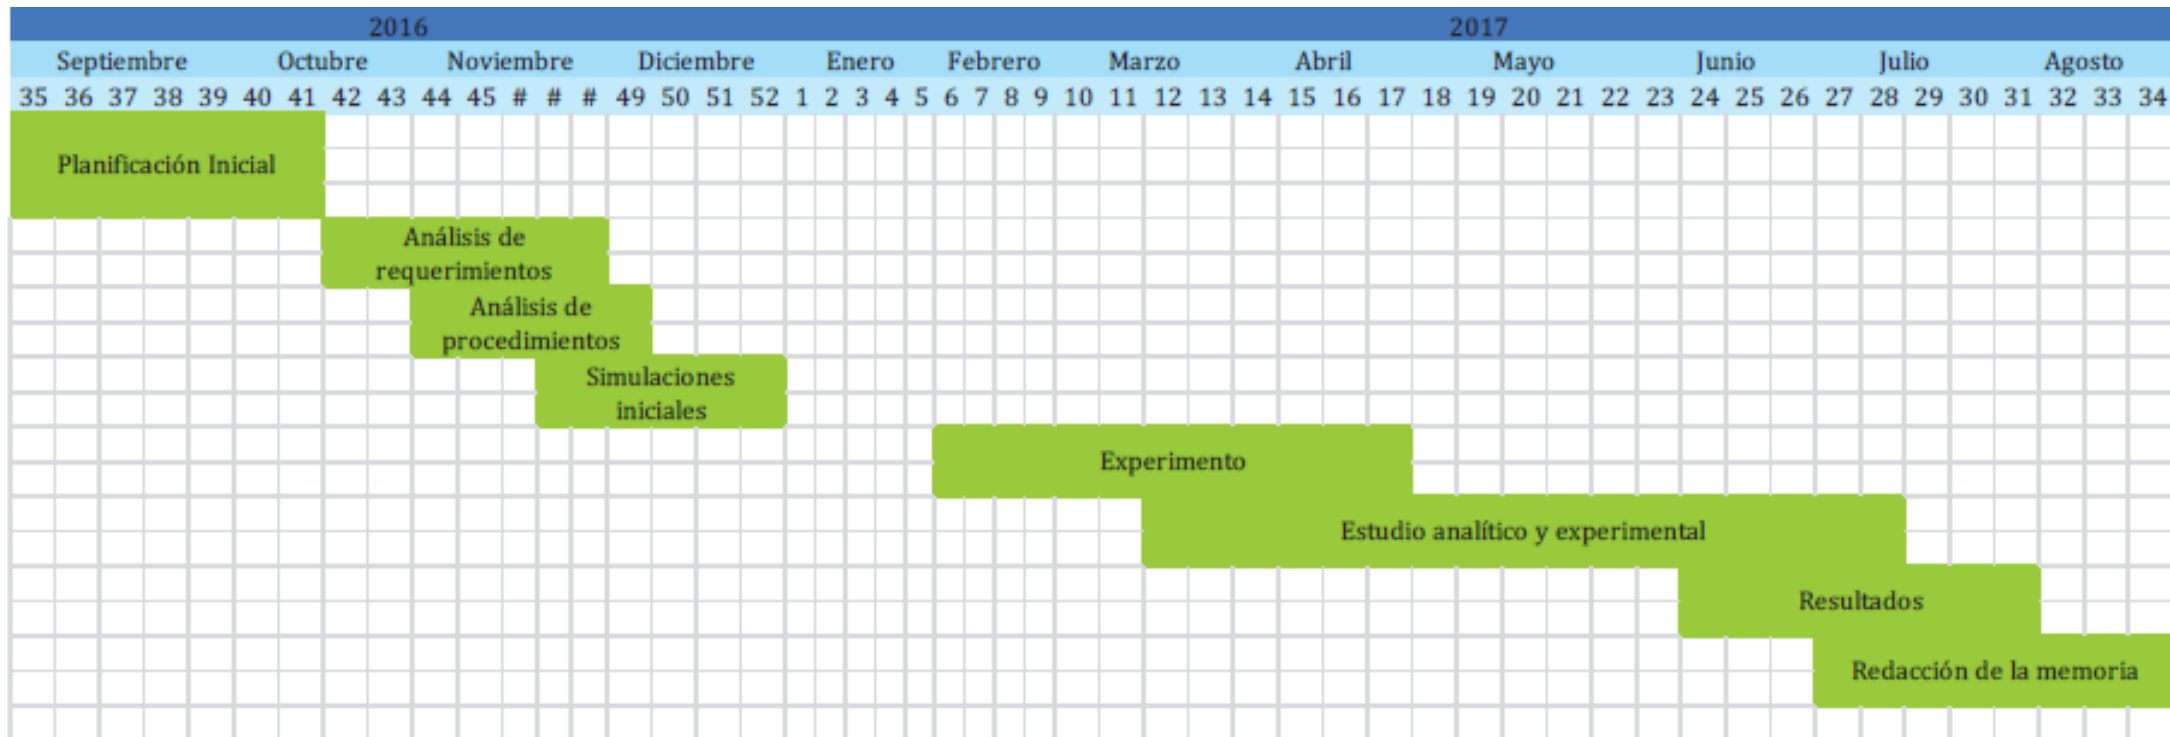 2016 2017
Septiembre Octubre Noviembre Diciembre Enero Febrero Marzo Abril Mayo Junio Julio Agosto
35 36 37 38 39 40 41 42 43 44 45 # # # 49 50 51 52 1 2 3 4 5 6 7 8 9 10 11 12 13 14 15 16 17 18 19 20 21 22 23 24 25 26 27 28 29 30 31 32 33 34
Planificación Inicial
Análisis de
requerimientos
Análisis de
procedimientos
Simulaciones
iniciales
Experimento
Estudio analítico y experimental
Resultados
Redacción de la memoria